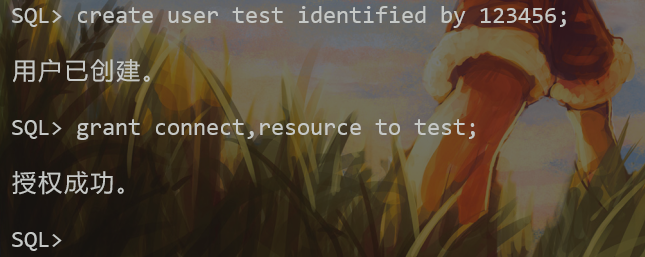 SQL> create user test identified by 123456;
用户已创建。
SQL> grant connect,resource to test;
授权成功。
SQL>